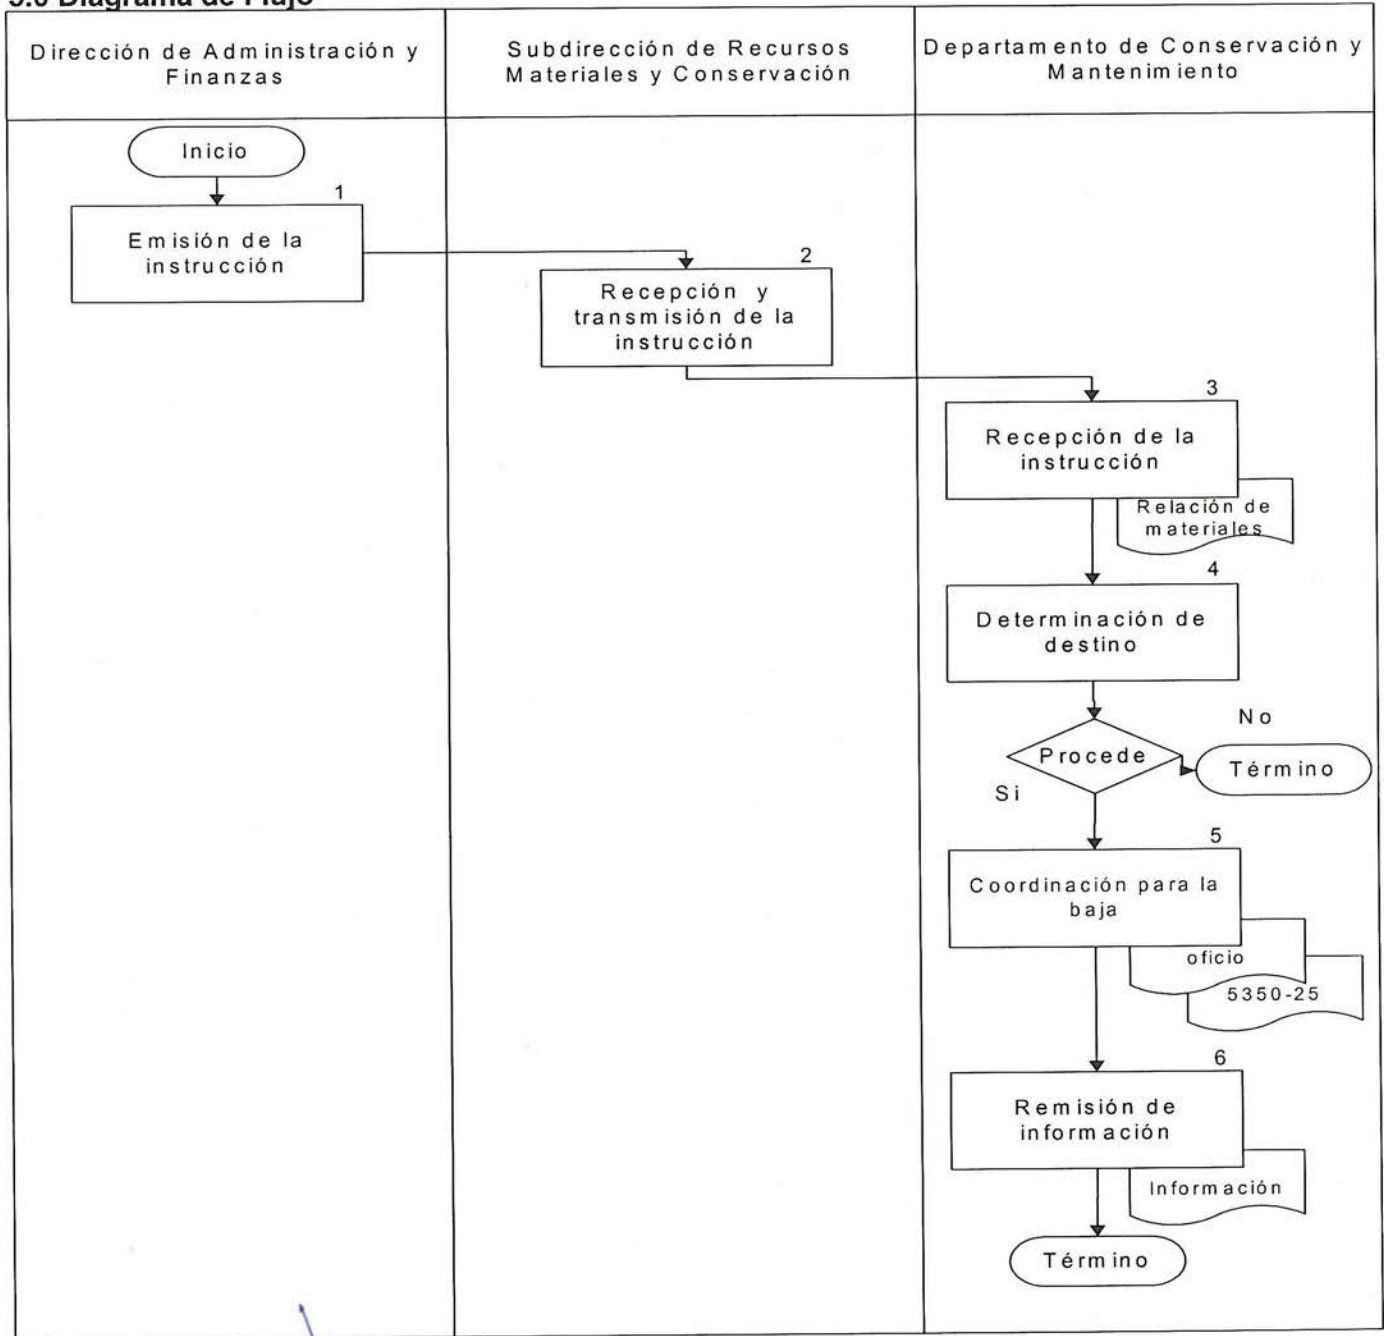 5.0 Diagrama de Flujo
Dirección de Administración y
Finanzas
Subdirección de Recursos
Materiales y Conservación
Departamento de Conservación y
Mantenimiento
Inicio
1
Emisión de la
instrucción
2
Recepción y
transmisión de la
instrucción
3
Recepción de la
instrucción
Relación de
materiales
4
Determinación de
destino
No
Procede
Término
Si
5
Coordinación para la
baja
oficio
5350-25
6
Remisión de
información
Información
Término